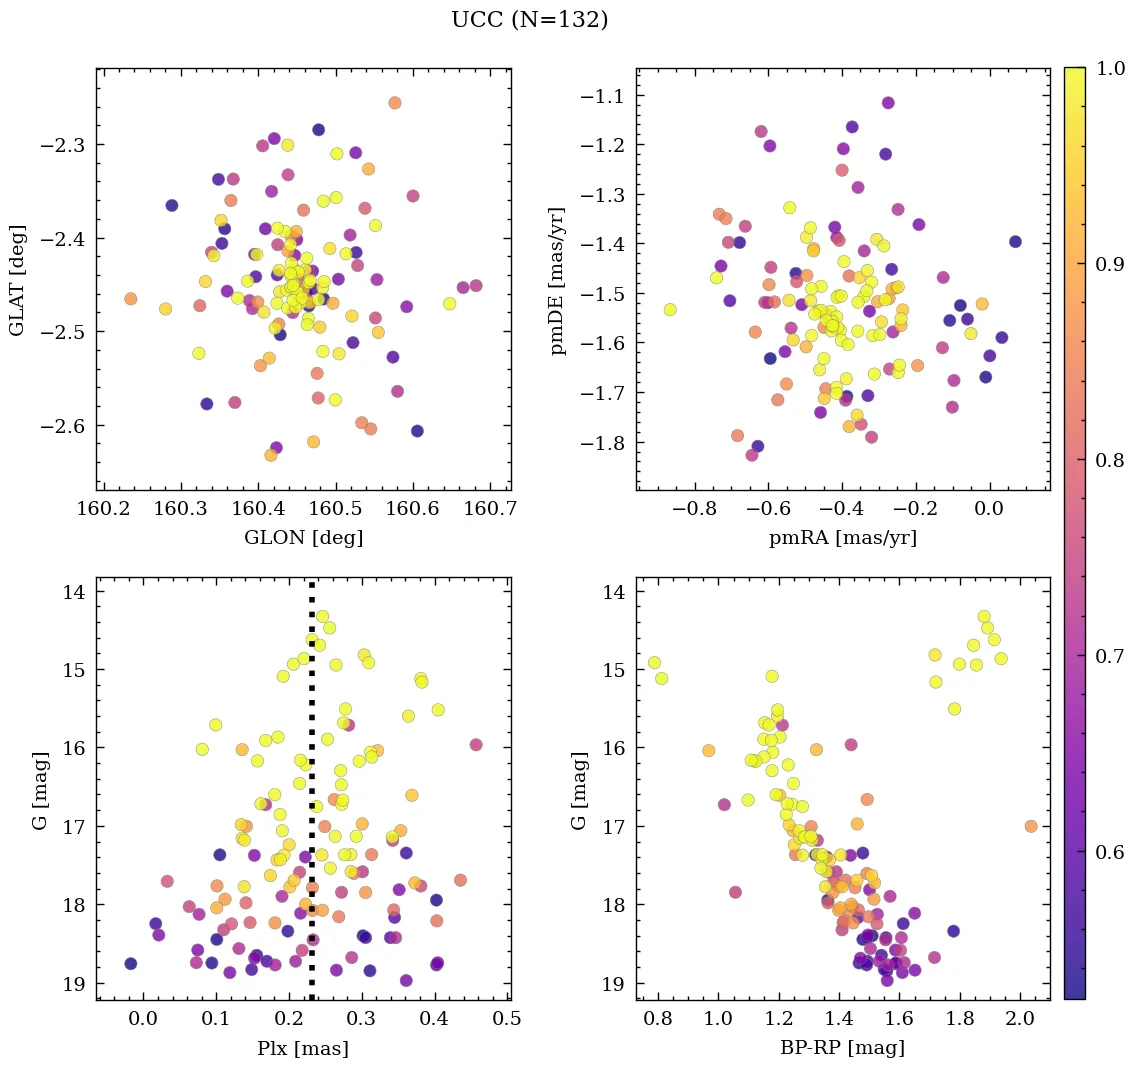 UCC (N=132)
−2.3
−2.4
−2.5
−2.6
GLAT [deg]
160.2 160.3 160.4 160.5 160.6 160.7
GLON [deg]
−1.1
−1.2
−1.3
−1.4
−1.5
−1.6
−1.7
−1.8
pmDE [mas/yr]
−0.8 −0.6 −0.4 −0.2 0.0
pmRA [mas/yr]
14
15
16
17
18
19
G [mag]
0.0 0.1 0.2 0.3 0.4 0.5
Plx [mas]
14
15
16
17
18
19
G [mag]
0.8 1.0 1.2 1.4 1.6 1.8 2.0
BP-RP [mag]
1.0
0.9
0.8
0.7
0.6